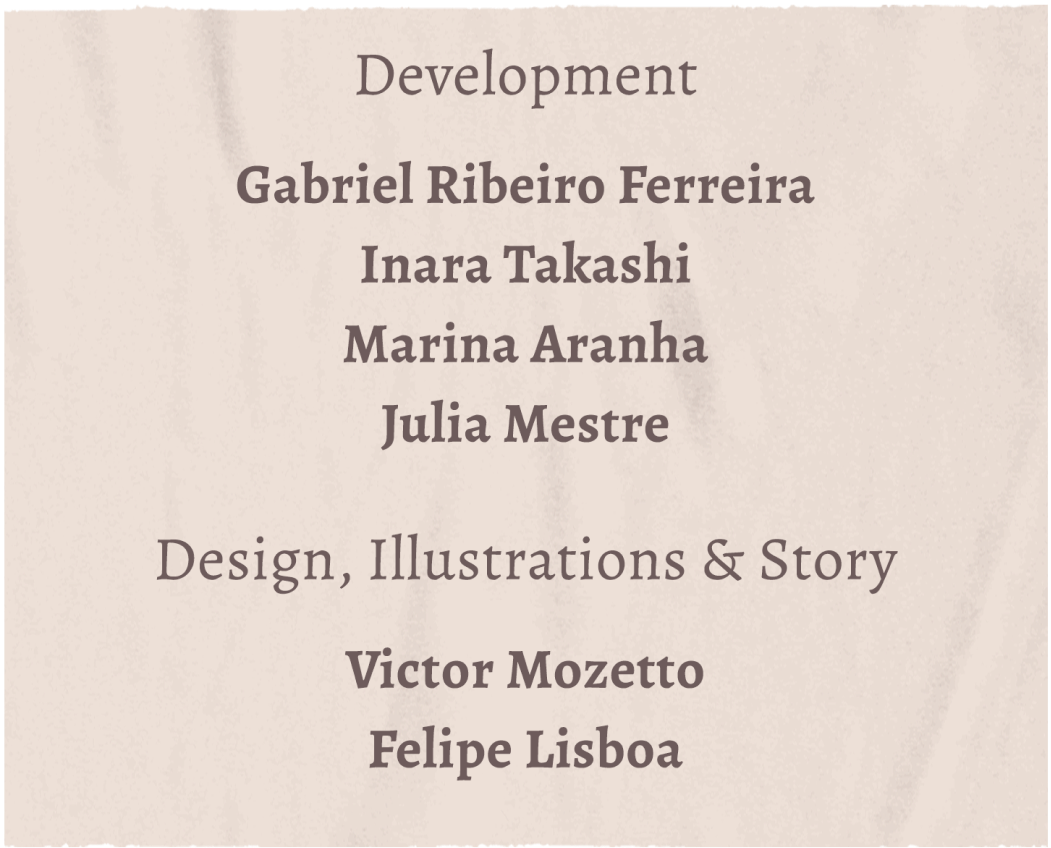 Development
Gabriel Ribeiro Ferreira
Inara Takashi
Marina Aranha
Julia Mestre
Design, Illustrations & Story
Victor Mozetto
Felipe Lisboa